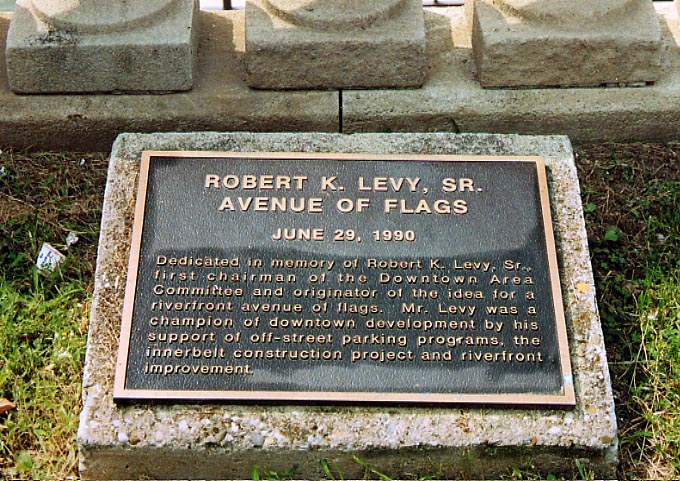 ROBERT K. LEVY, SR.
AVENUE OF FLAGS
JUNE 29, 1990
Dedicated in memory of Robert K. Levy, Sr.,
first chairman of the Downtown Area
Committee and originator of the idea for a
riverfront avenue of flags. Mr. Levy was a
champion of downtown development by his
support of off-street parking programs, the
innerbelt construction project and riverfront
improvement.